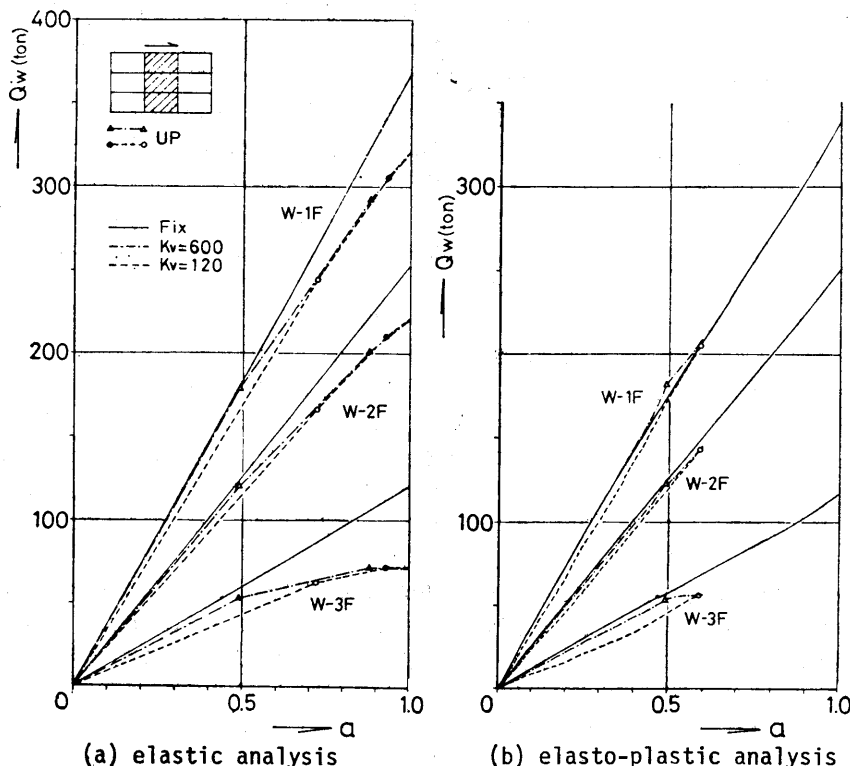 400
Qw(ton)
UP
300
W-1F
Fix
Kv=600
Kv=120
200
W-2F
100
W-3F
0
0.5
1.0
a
(a) elastic analysis
Qw(ton)
300
W-1F
W-2F
100
W-3F
0
0.5
1.0
a
(b) elasto-plastic analysis